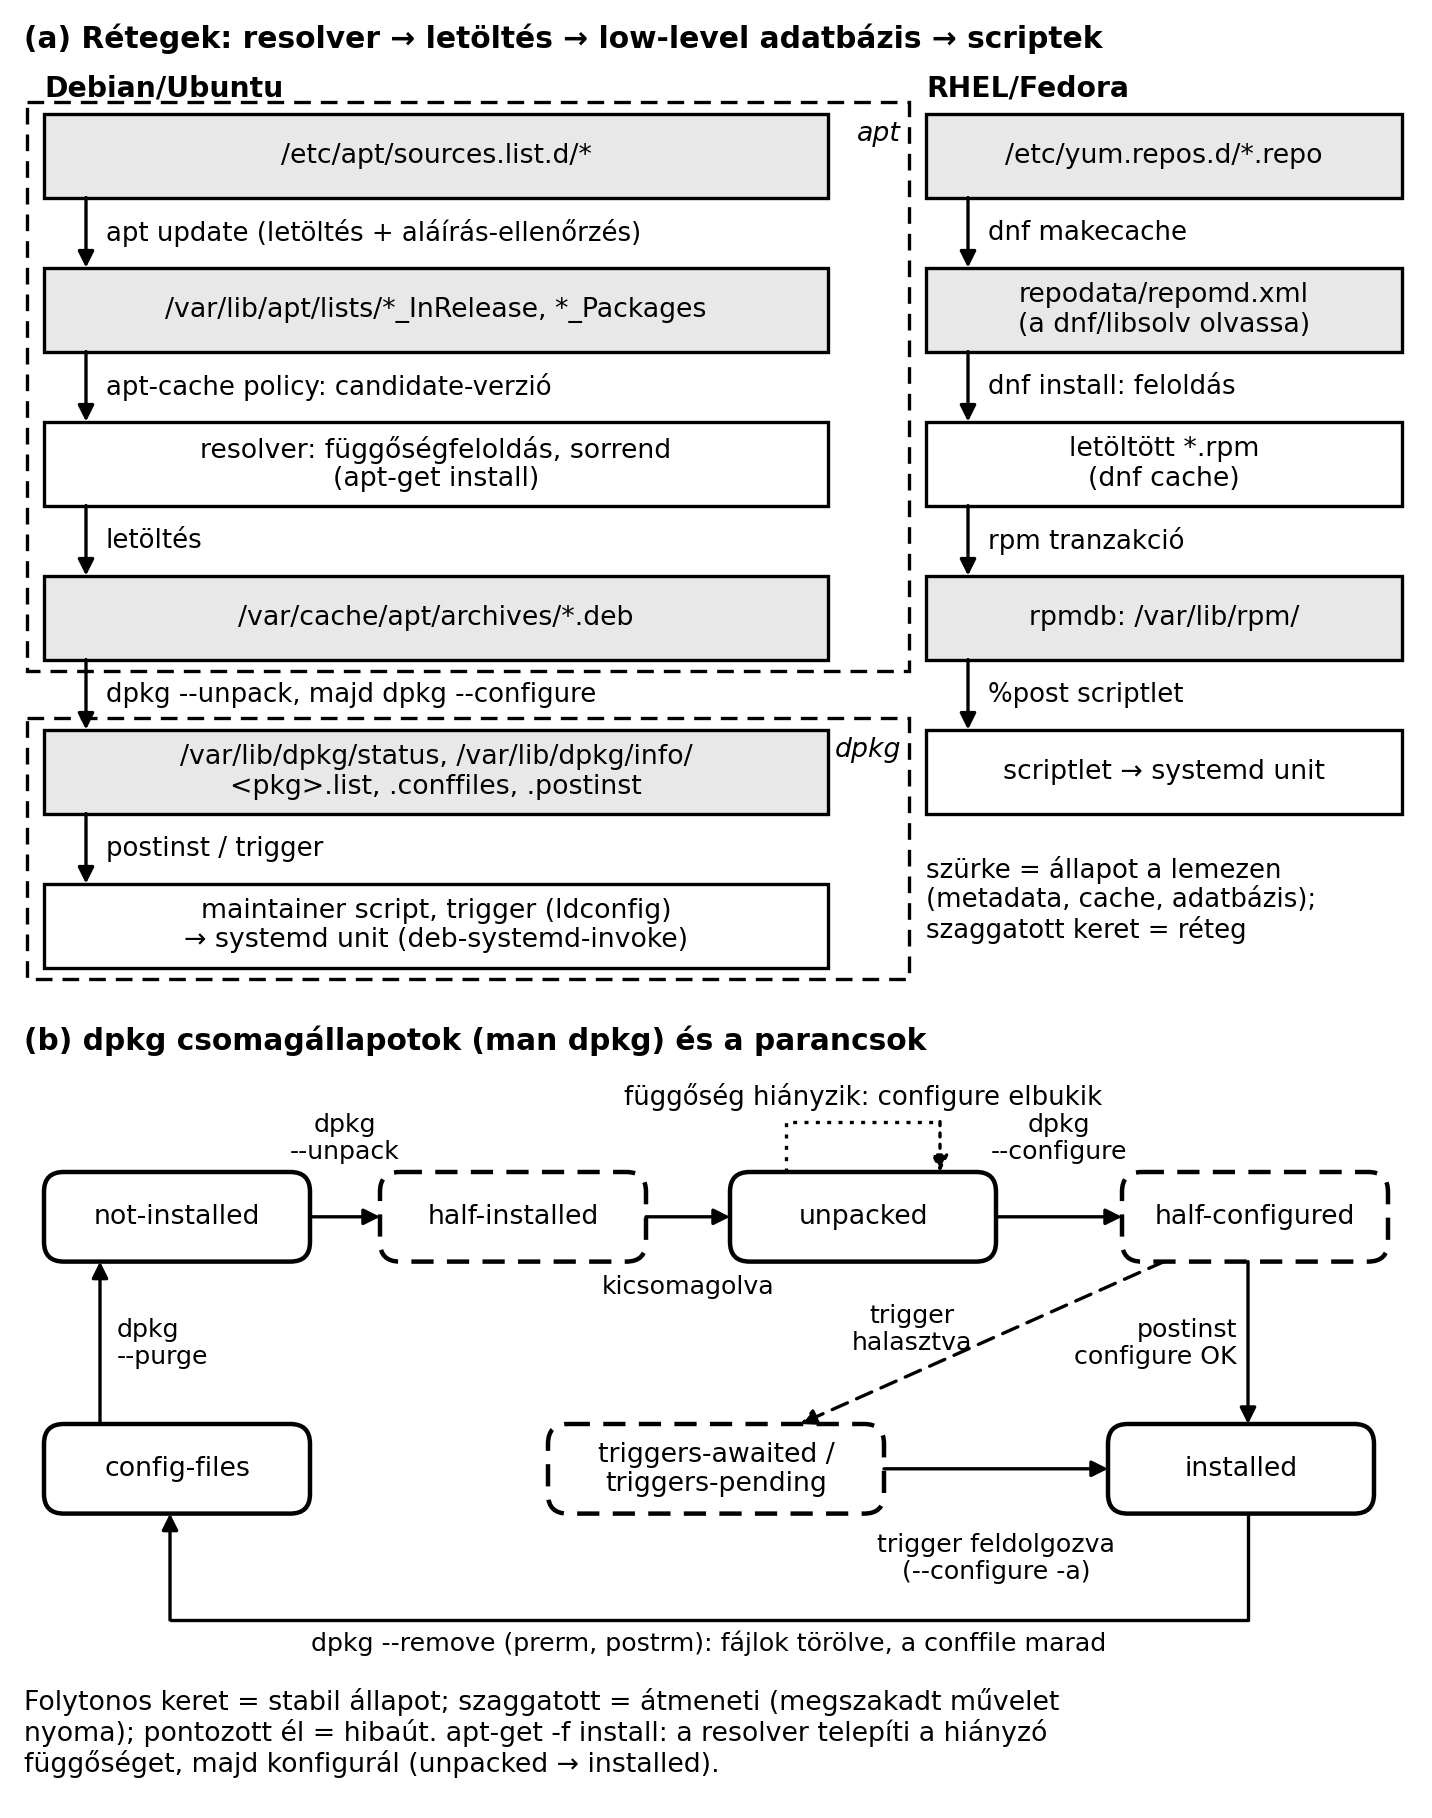 (a) Rétegek: resolver → letöltés → low-level adatbázis → scriptek
Debian/Ubuntu
apt
/etc/apt/sources.list.d/*
apt update (letöltés + aláírás-ellenőrzés)
/var/lib/apt/lists/*_InRelease, *_Packages
apt-cache policy: candidate-verzió
resolver: függőségfeloldás, sorrend
(apt-get install)
letöltés
/var/cache/apt/archives/*.deb
dpkg --unpack, majd dpkg --configure
dpkg
/var/lib/dpkg/status, /var/lib/dpkg/info/
<pkg>.list, .conffiles, .postinst
postinst / trigger
maintainer script, trigger (ldconfig)
→ systemd unit (deb-systemd-invoke)
RHEL/Fedora
/etc/yum.repos.d/*.repo
dnf makecache
repodata/repomd.xml
(a dnf/libsolv olvassa)
dnf install: feloldás
letöltött *.rpm
(dnf cache)
rpm tranzakció
rpmdb: /var/lib/rpm/
%post scriptlet
scriptlet → systemd unit
szürke = állapot a lemezen
(metadata, cache, adatbázis);
szaggatott keret = réteg
(b) dpkg csomagállapotok (man dpkg) és a parancsok
függőség hiányzik: configure elbukik
dpkg
--unpack
dpkg
--configure
not-installed
half-installed
unpacked
half-configured
kicsomagolva
dpkg
--purge
trigger
halasztva
postinst
configure OK
config-files
triggers-awaited /
triggers-pending
installed
trigger feldolgozva
(--configure -a)
dpkg --remove (prerm, postrm): fájlok törölve, a conffile marad
Folytonos keret = stabil állapot; szaggatott = átmeneti (megszakadt művelet
nyoma); pontozott él = hibaút. apt-get -f install: a resolver telepíti a hiányzó
függőséget, majd konfigurál (unpacked → installed).